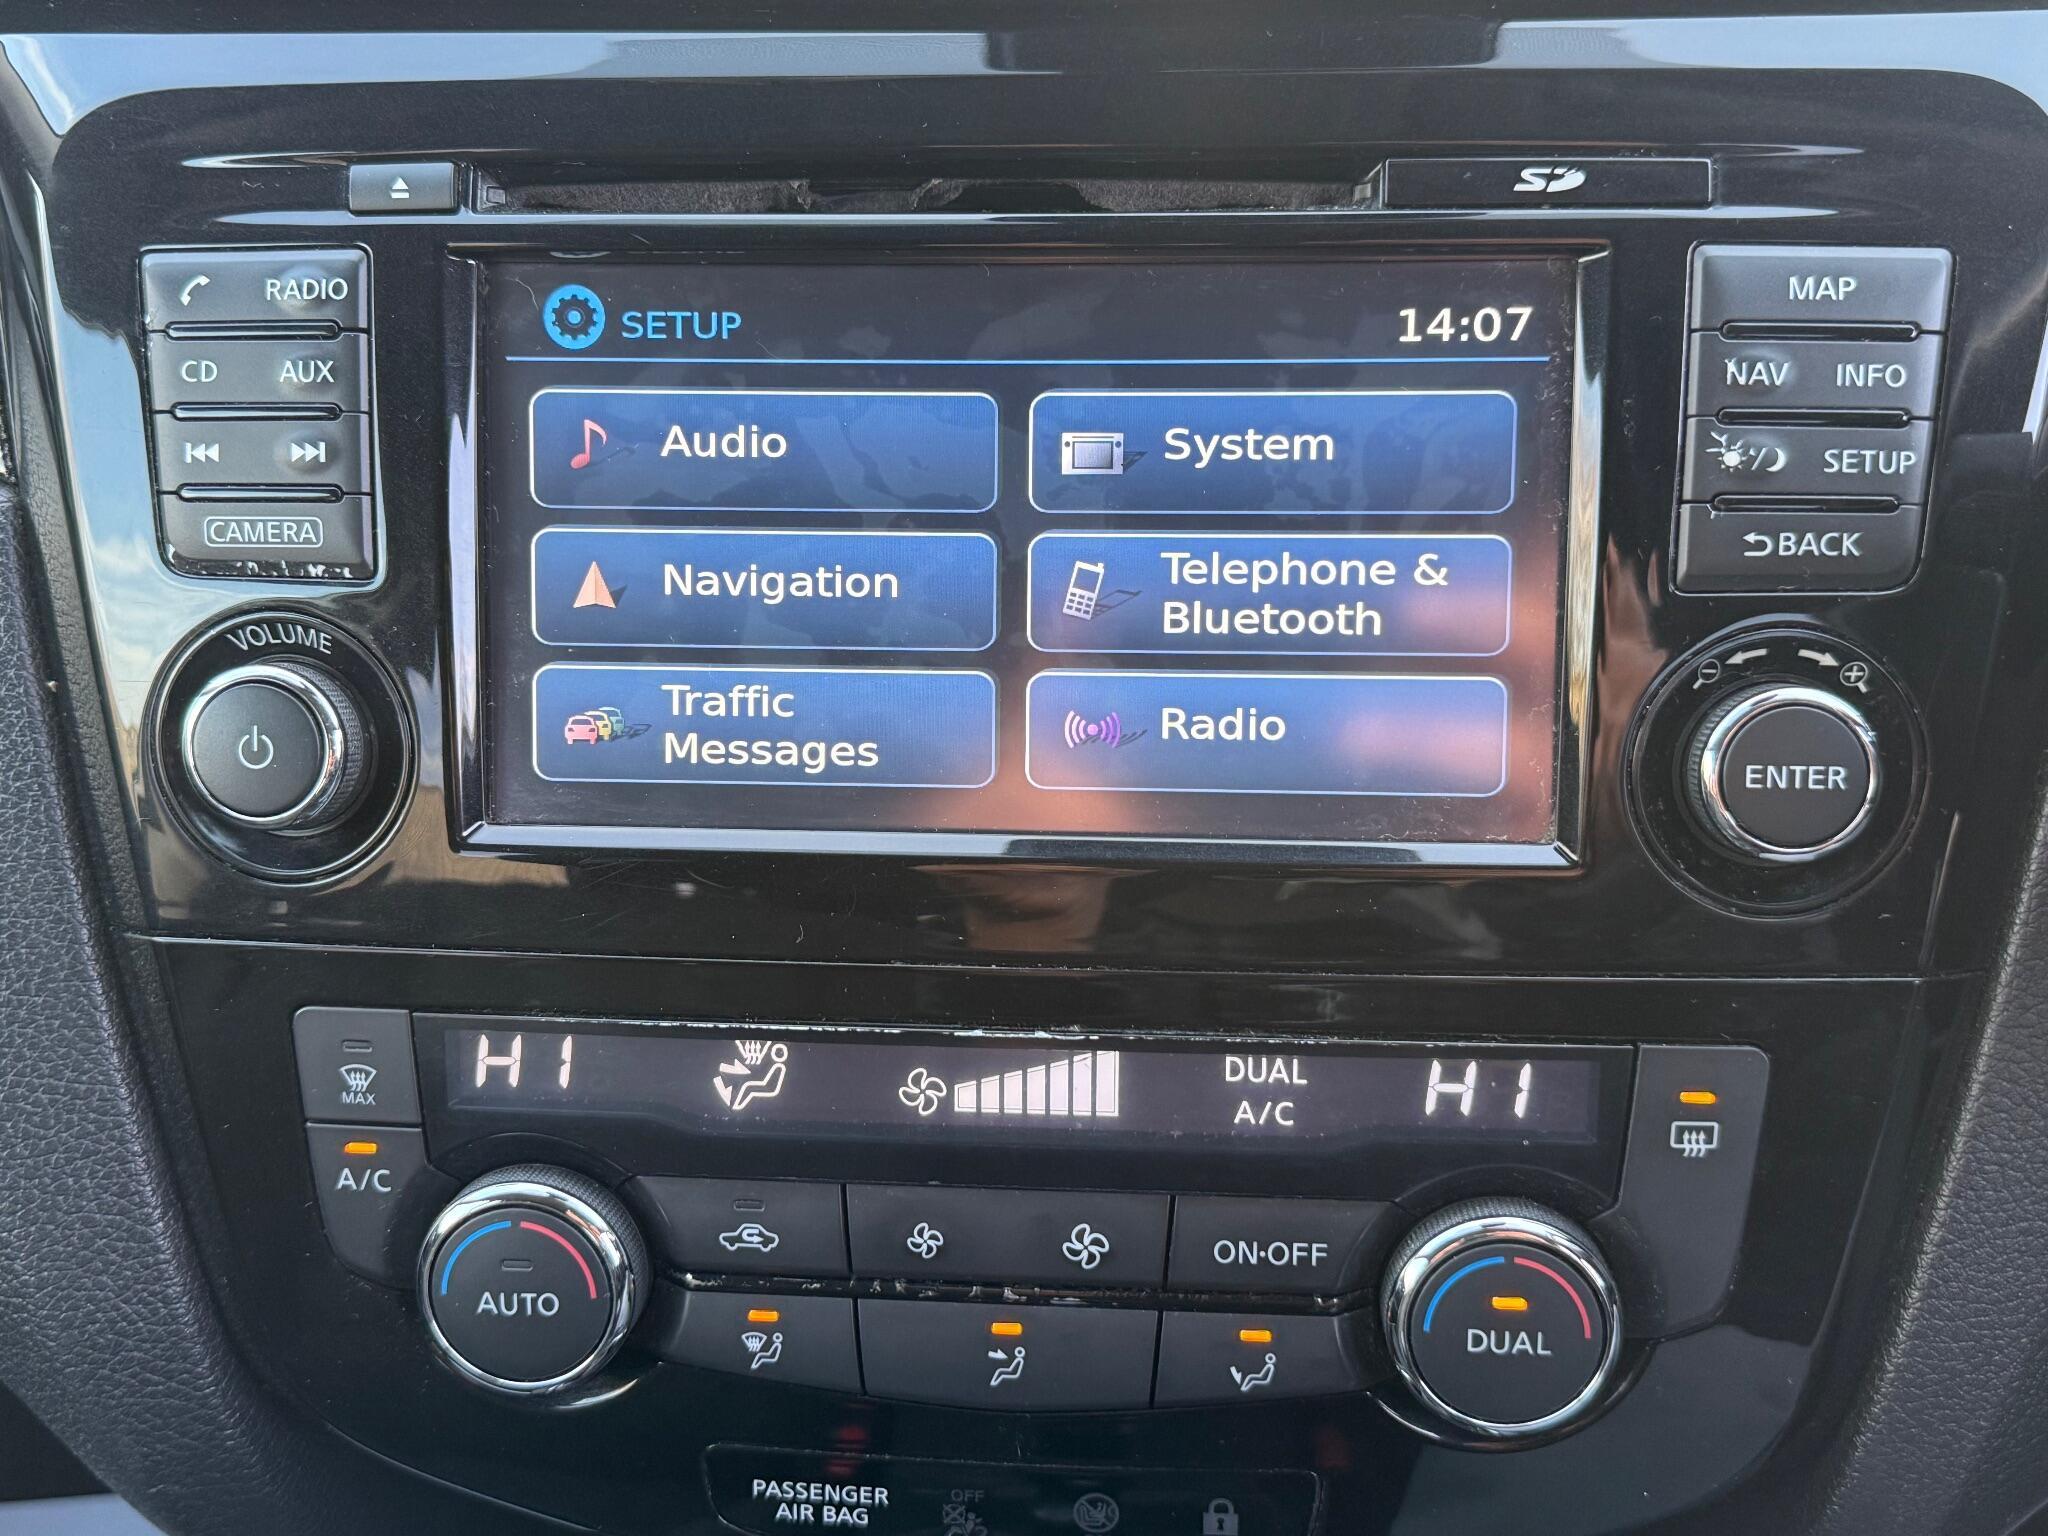 SD
RADIO
CD AUX
CAMERA
VOLUME
SETUP 14:07
Audio
System
Navigation
Telephone &
Bluetooth
Traffic
Messages
Radio
MAP
NAV INFO
SETUP
BACK
ENTER
MAX
A/C
HI
DUAL
A/C
HI
AUTO
ON·OFF
DUAL
PASSENGER
AIR BAG
OFF